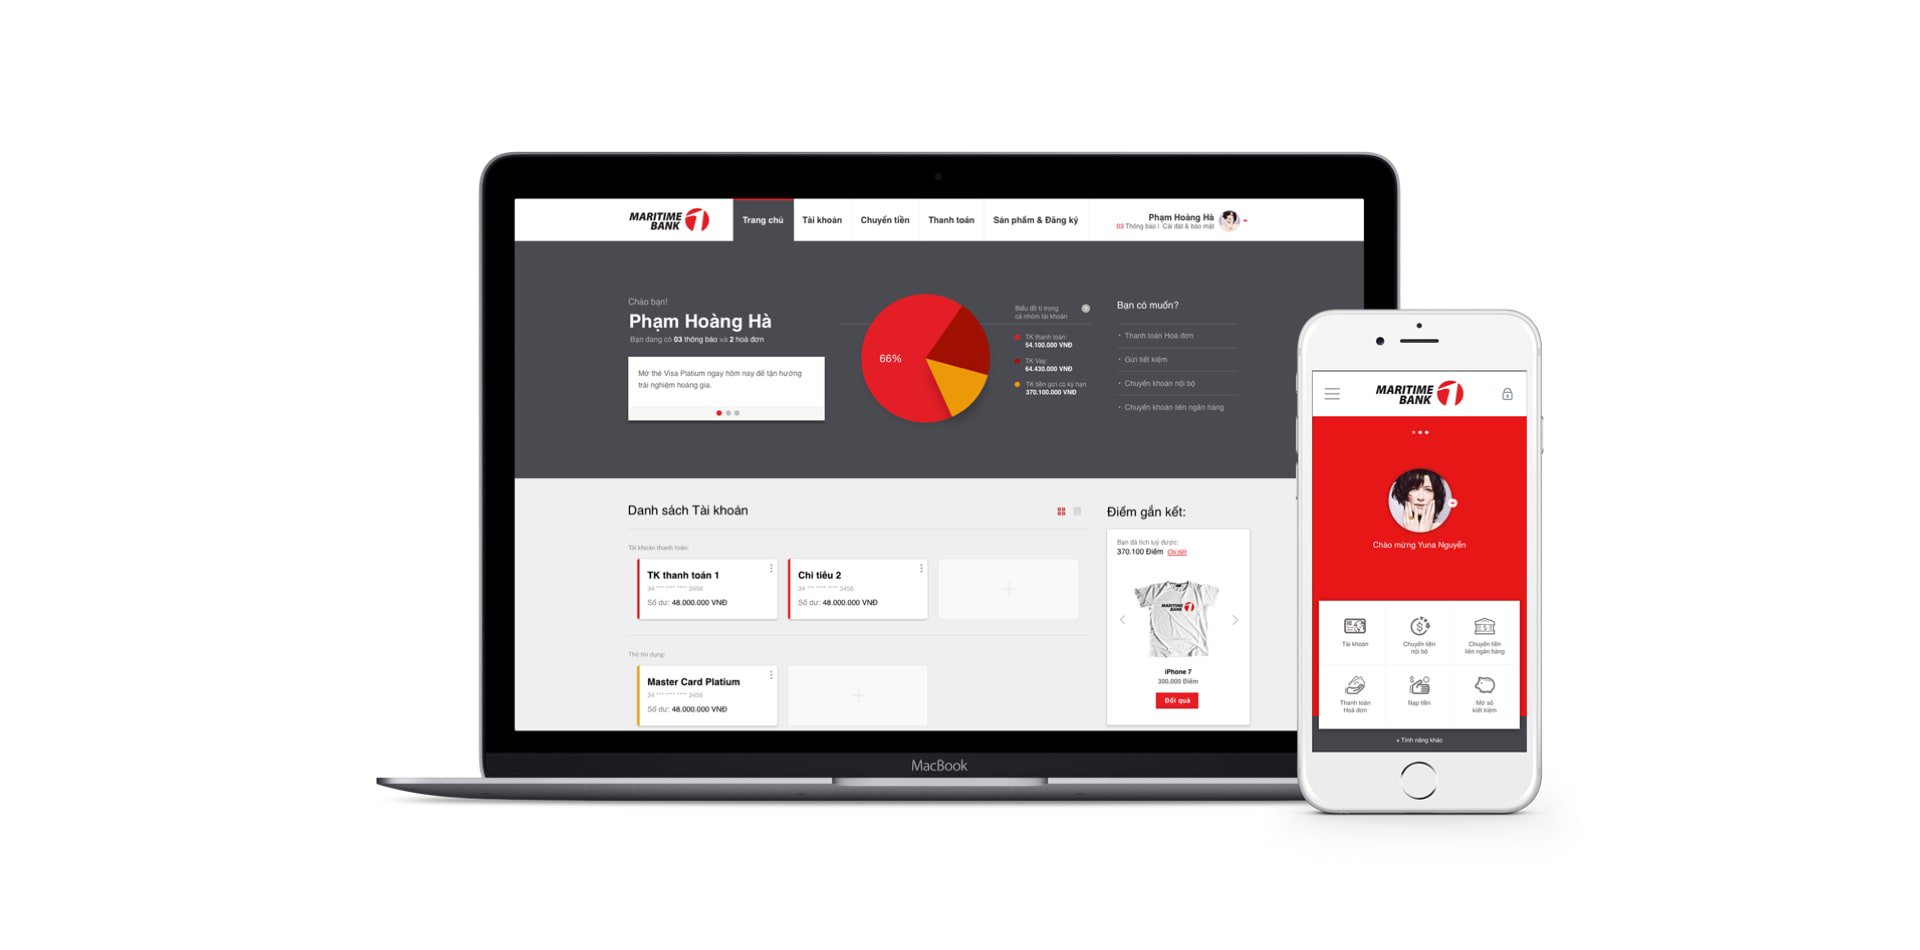 MARITIME
BANK
Trang chủ
Tài khoản
Chuyển tiền
Thanh toán
Sản phẩm & Đăng ký
Phạm Hoàng Hà
03 Thông báo | Cài đặt & bảo mật
Chào bạn!
Phạm Hoàng Hà
Bạn đang có 03 thông báo và 2 hoá đơn
Mở thẻ Visa Platium ngay hôm nay để tận hưởng
trải nghiệm hoàng gia.
66%
Biểu đồ tỉ trọng
cả nhóm tài khoản
TK thanh toán:
54.100.000 VNĐ
TK Vay:
64.430.000 VNĐ
TK tiền gửi có kỳ hạn
370.100.000 VNĐ
Bạn có muốn?
Thanh toán Hoá đơn
Gửi tiết kiệm
Chuyển khoản nội bộ
Chuyển khoản liên ngân hàng
Danh sách Tài khoản
Tài khoản thanh toán:
TK thanh toán 1
34 *** **** **** 3456
Số dư: 48.000.000 VNĐ
Chi tiêu 2
34 *** **** **** 3456
Số dư: 48.000.000 VNĐ
Thẻ tín dụng:
Master Card Platium
34 *** **** **** 3456
Số dư: 48.000.000 VNĐ
Điểm gắn kết:
Bạn đã tích luỹ được:
370.100 Điểm Chi tiết
MARITIME
BANK
iPhone 7
300.000 Điểm
Đổi quà
MacBook
MARITIME
BANK
Chào mừng Yuna Nguyễn
Tài khoản
Chuyển tiền
nội bộ
Chuyển tiền
liên ngân hàng
Thanh toán
Hoá đơn
Nạp tiền
Mở sổ
kiết kiệm
+ Tính năng khác